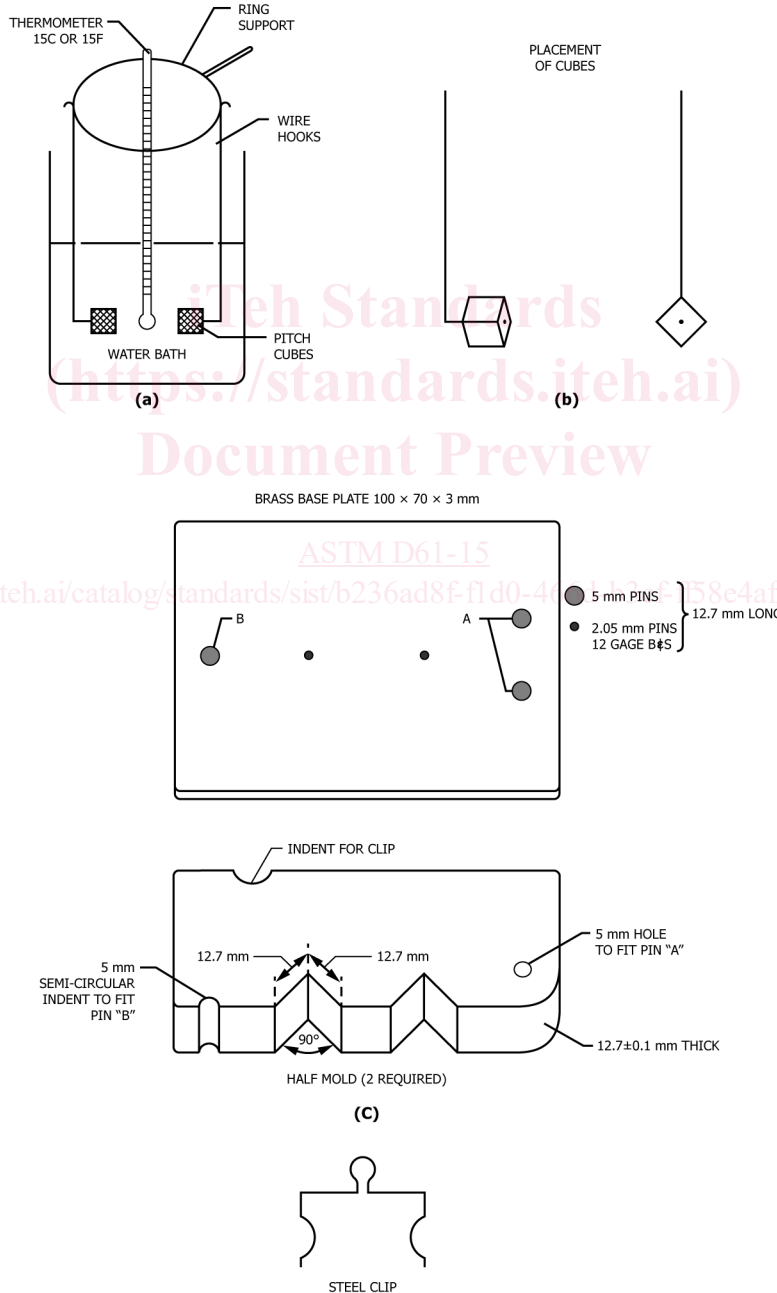 THERMOMETER
15C OR 15F
RING
SUPPORT
WIRE
HOOKS
PITCH
CUBES
WATER BATH
(a)
PLACEMENT
OF CUBES
(b)
iTeh Standards
(https://standards.iteh.ai)
Document Preview
BRASS BASE PLATE 100 × 70 × 3 mm
ASTM D61-15
B
A
5 mm PINS
2.05 mm PINS
12 GAGE B¢S
12.7 mm LONG
INDENT FOR CLIP
12.7 mm
12.7 mm
5 mm
SEMI-CIRCULAR
INDENT TO FIT
PIN “B”
5 mm HOLE
TO FIT PIN “A”
90°
12.7±0.1 mm THICK
HALF MOLD (2 REQUIRED)
(C)
STEEL CLIP